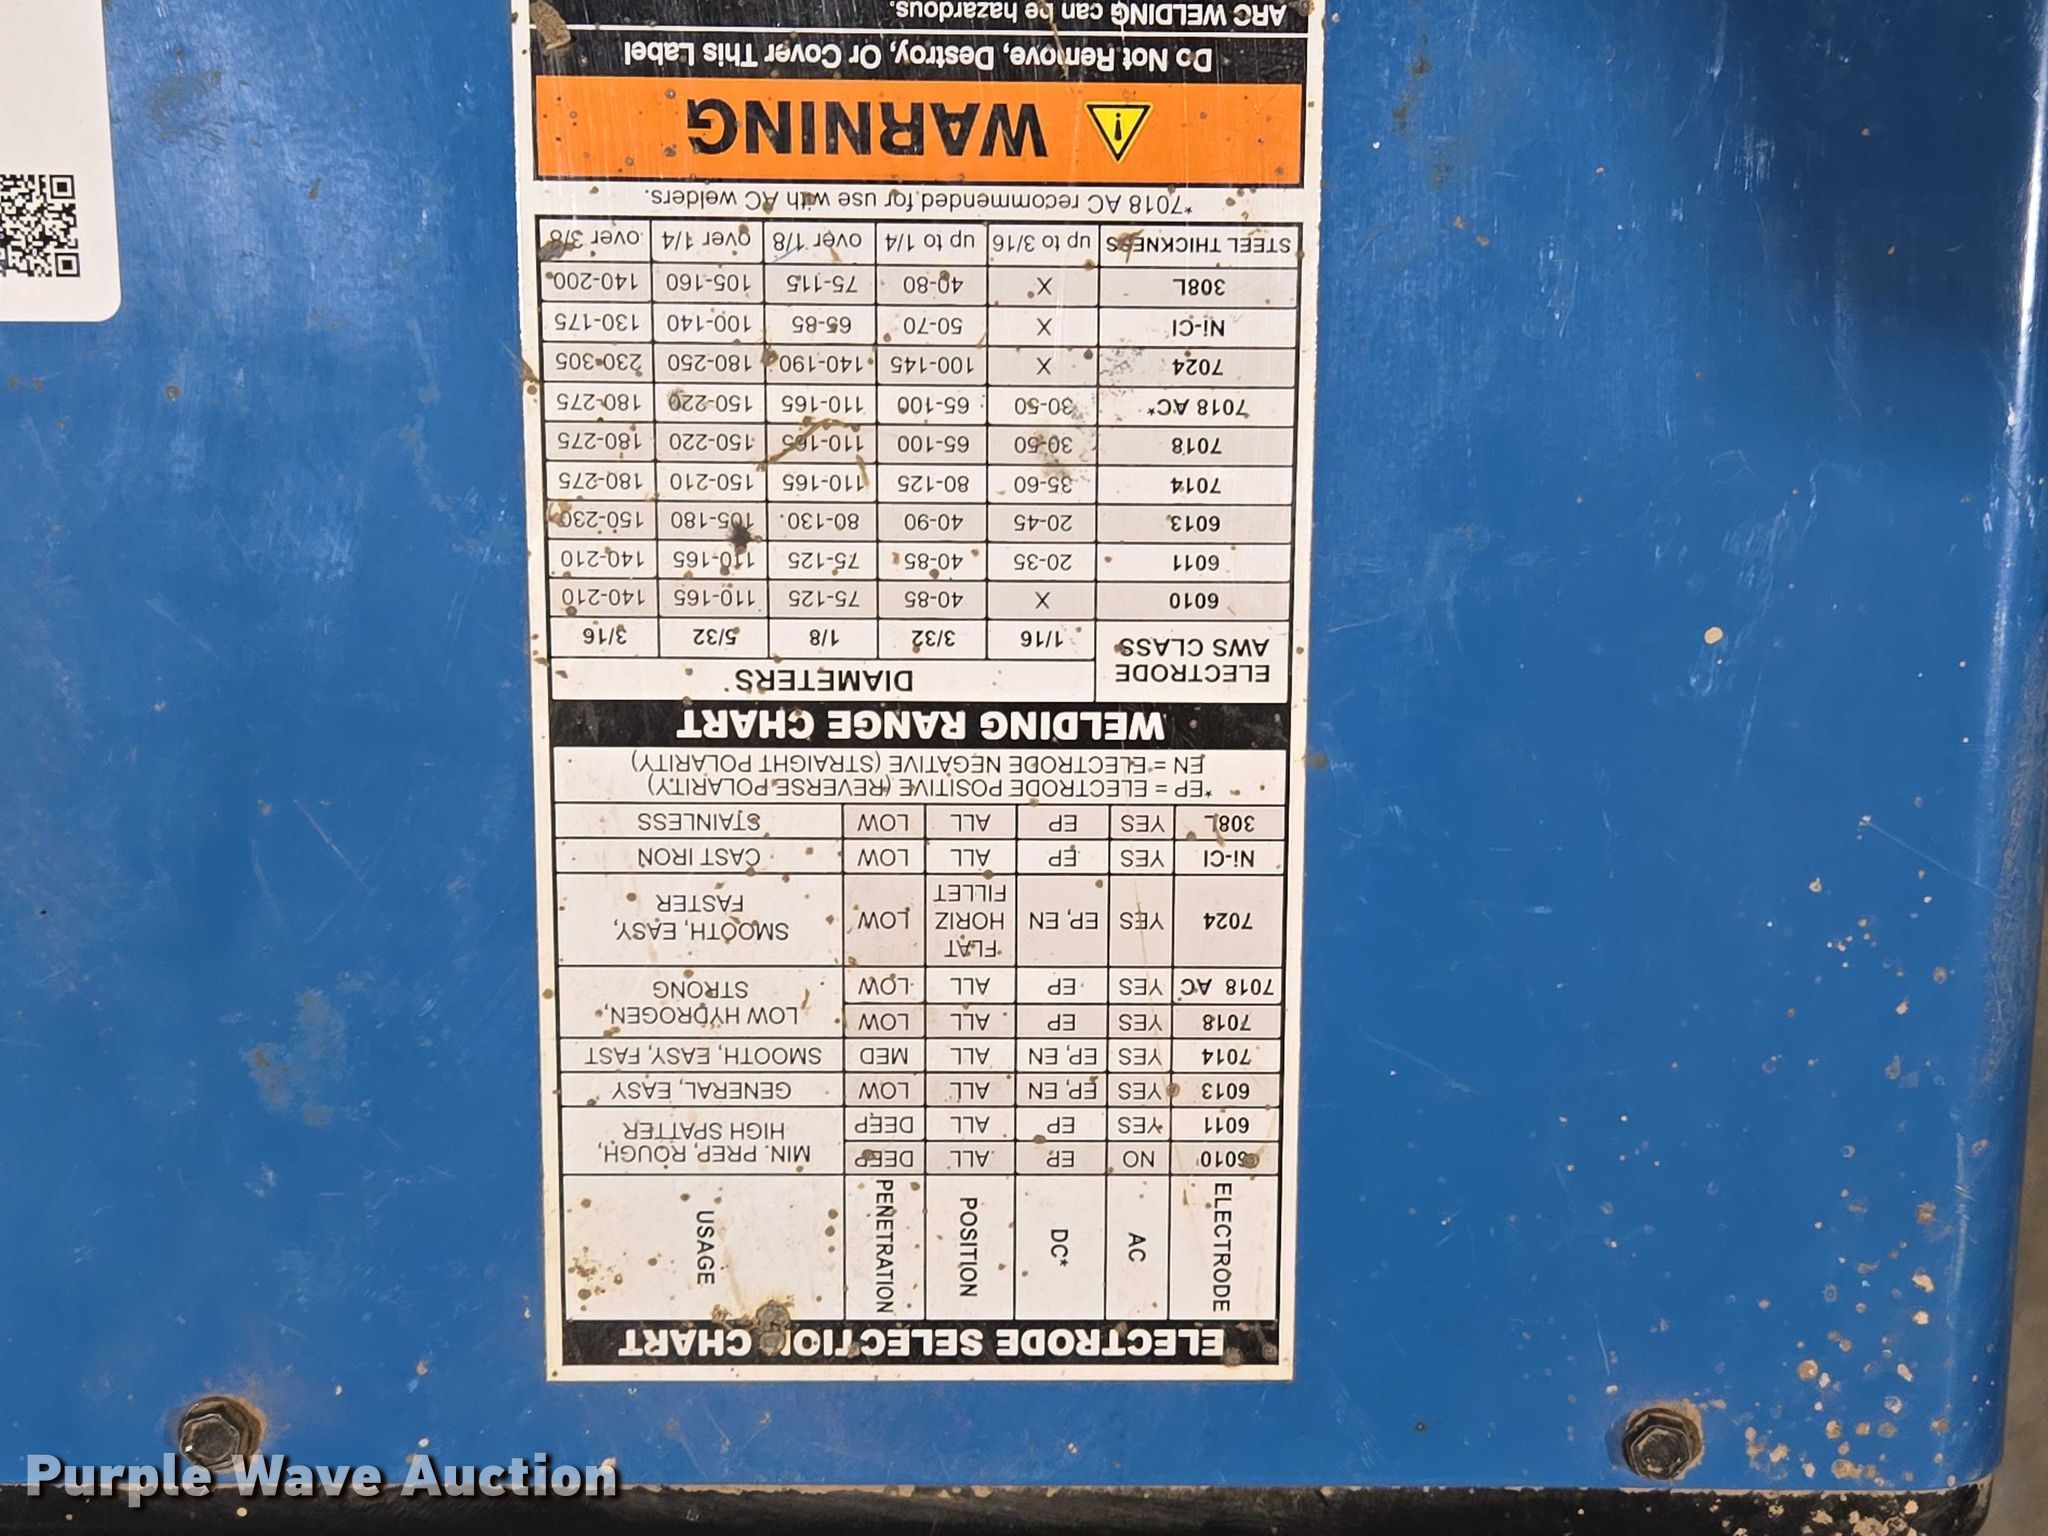 ELECTRODE SELECTION CHART
ELECTRODE AC DC* POSITION PENETRATION USAGE
6010 NO EP ALL DEEP MIN. PREP, ROUGH,
6011 YES EP ALL DEEP HIGH SPATTER
6013 YES EP, EN ALL LOW GENERAL, EASY
7014 YES EP, EN ALL MED SMOOTH, EASY, FAST
7018 YES EP ALL LOW LOW HYDROGEN,
7018 AC YES EP ALL LOW STRONG
FLAT
7024 YES EP, EN HORIZ LOW SMOOTH, EASY,
FILLET FASTER
Ni-Cl YES EP ALL LOW CAST IRON
308L YES EP ALL LOW STAINLESS
*EP = ELECTRODE POSITIVE (REVERSE POLARITY)
EN = ELECTRODE NEGATIVE (STRAIGHT POLARITY)
WELDING RANGE CHART
ELECTRODE DIAMETERS
AWS CLASS 1/16 3/32 1/8 5/32 3/16
6010 X 40-85 75-125 110-165 140-210
6011 20-35 40-85 75-125 110-165 140-210
6013 20-45 40-90 80-130 105-180 150-230
7014 35-60 80-125 110-165 150-210 180-275
7018 30-50 65-100 110-165 150-220 180-275
7018 AC* 30-50 65-100 110-165 150-220 180-275
7024 X 100-145 140-190 180-250 230-305
Ni-Cl X 50-70 65-85 100-140 130-175
308L X 40-80 75-115 105-160 140-200
STEEL THICKNESS up to 3/16 up to 1/4 over 1/8 over 1/4 over 3/8
*7018 AC recommended for use with AC welders.
WARNING
Do Not Remove, Destroy, Or Cover This Label
ARC WELDING can be hazardous.
Purple Wave Auction